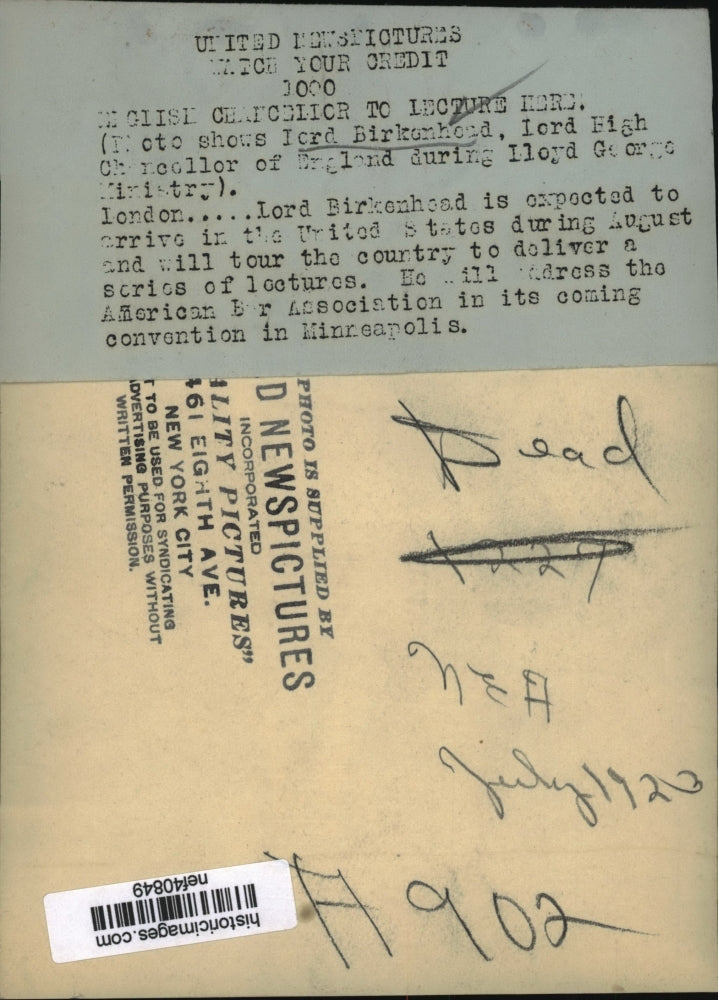 UNITED NEWSPICTURES
WATCH YOUR CREDIT
1000
ENGLISH CHANCELLOR TO LECTURE HERE.
(Photo shows Lord Birkenhead, Lord High
Chancellor of England during Lloyd George
Ministry).
London.....Lord Birkenhead is expected to
arrive in the United States during August
and will tour the country to deliver a
series of lectures. He will address the
American Bar Association in its coming
convention in Minneapolis.
PHOTO IS SUPPLIED BY
D NEWSPICTURES
INCORPORATED
ALITY PICTURES"
461 EIGHTH AVE.
NEW YORK CITY
T TO BE USED FOR SYNDICATING
ADVERTISING PURPOSES WITHOUT
WRITTEN PERMISSION.
Dead
1227
NEA
July 1923
A902
historicimages.com
nef40849